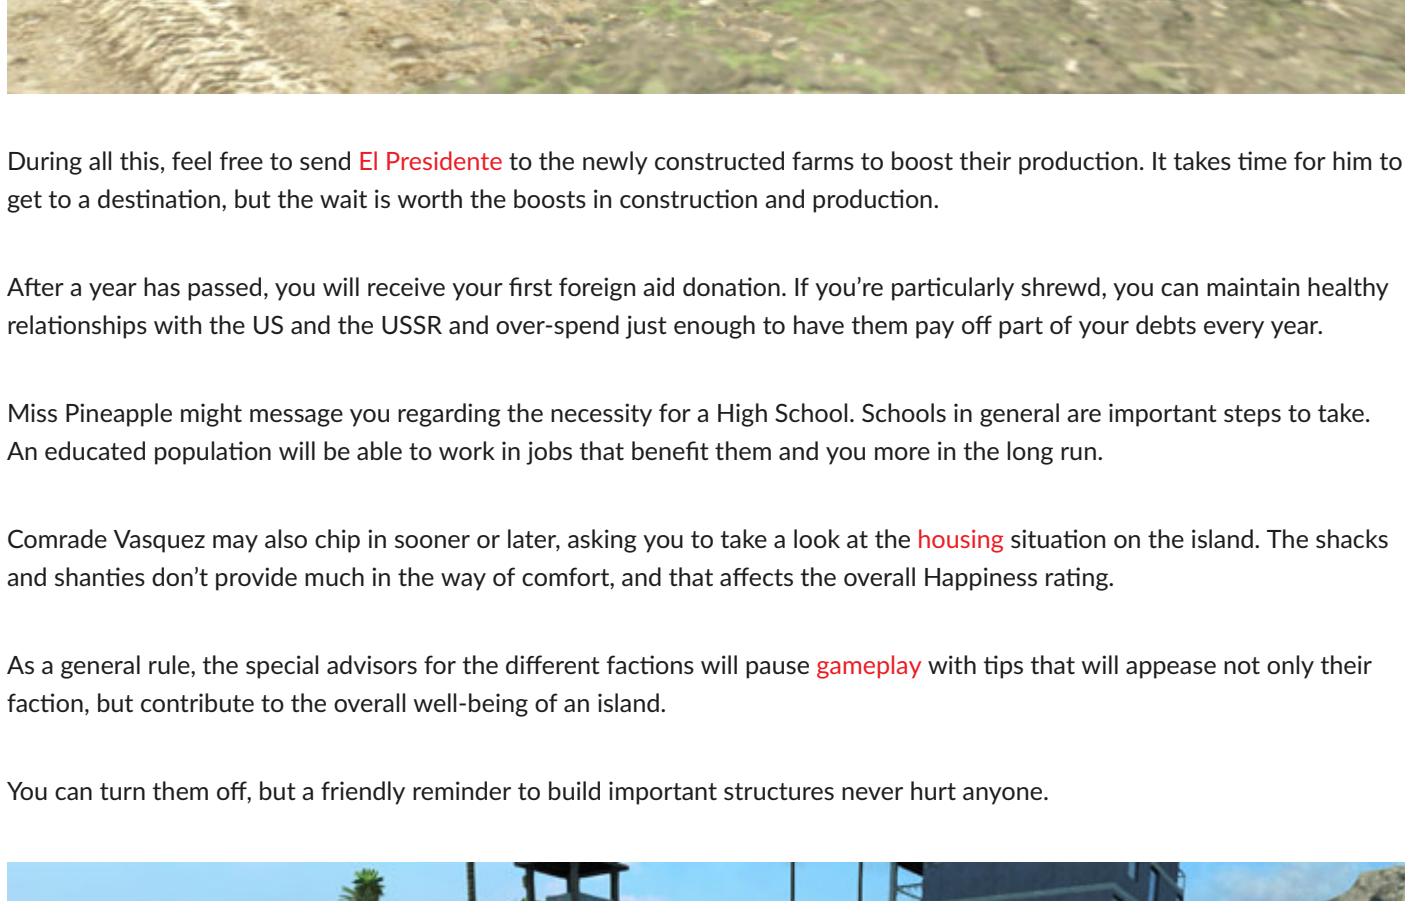 During all this, feel free to send El Presidente to the newly constructed farms to boost their production. It takes time for him to
get to a destination, but the wait is worth the boosts in construction and production.
After a year has passed, you will receive your first foreign aid donation. If you’re particularly shrewd, you can maintain healthy
relationships with the US and the USSR and over-spend just enough to have them pay off part of your debts every year.
Miss Pineapple might message you regarding the necessity for a High School. Schools in general are important steps to take.
An educated population will be able to work in jobs that benefit them and you more in the long run.
Comrade Vasquez may also chip in sooner or later, asking you to take a look at the housing situation on the island. The shacks
and shanties don’t provide much in the way of comfort, and that affects the overall Happiness rating.
As a general rule, the special advisors for the different factions will pause gameplay with tips that will appease not only their
faction, but contribute to the overall well-being of an island.
You can turn them off, but a friendly reminder to build important structures never hurt anyone.